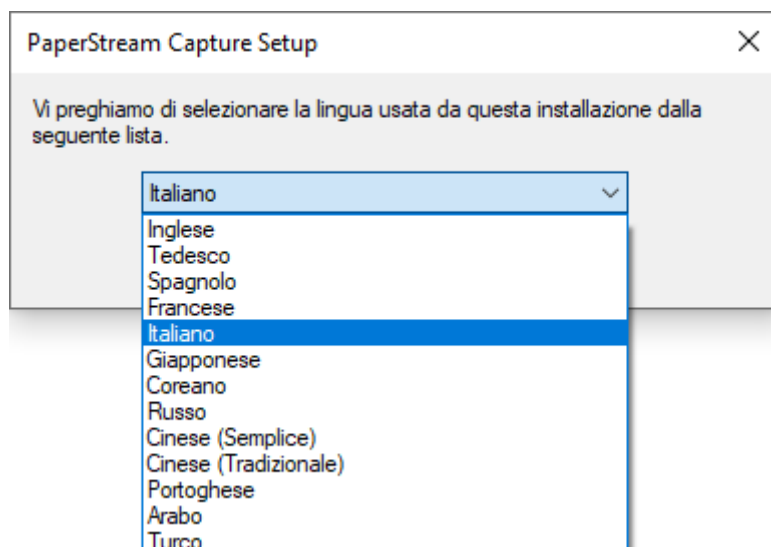 PaperStream Capture Setup
Vi preghiamo di selezionare la lingua usata da questa installazione dalla
seguente lista.
Italiano
Inglese
Tedesco
Spagnolo
Francese
Italiano
Giapponese
Coreano
Russo
Cinese (Semplice)
Cinese (Tradizionale)
Portoghese
Arabo
Turco